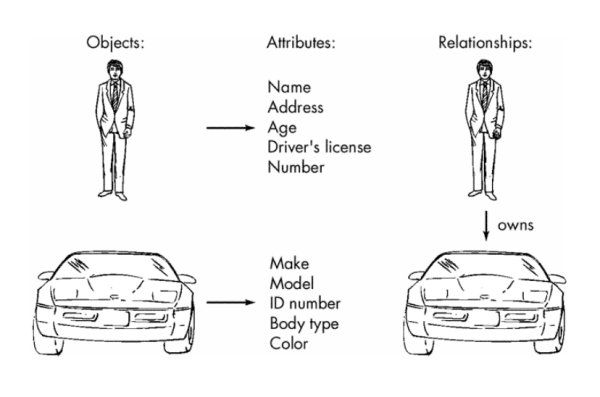 Objects:
Attributes:
Relationships:
Name
Address
Age
Driver's license
Number
owns
Make
Model
ID number
Body type
Color